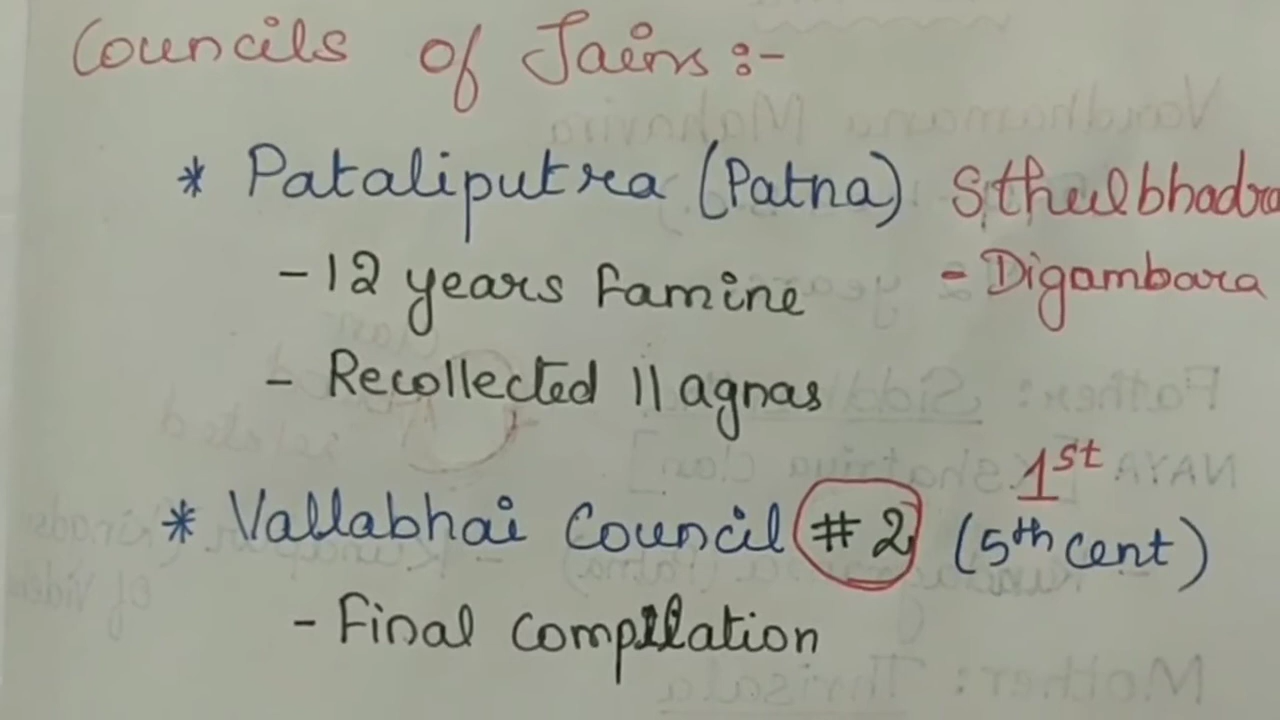 Councils of Jains :-
* Pataliputra (Patna) Sthulbhadra
- 12 years Famine - Digambara
- Recollected 11 agnas
1st
* Vallabhai Council #2 (5th cent)
- Final compilation